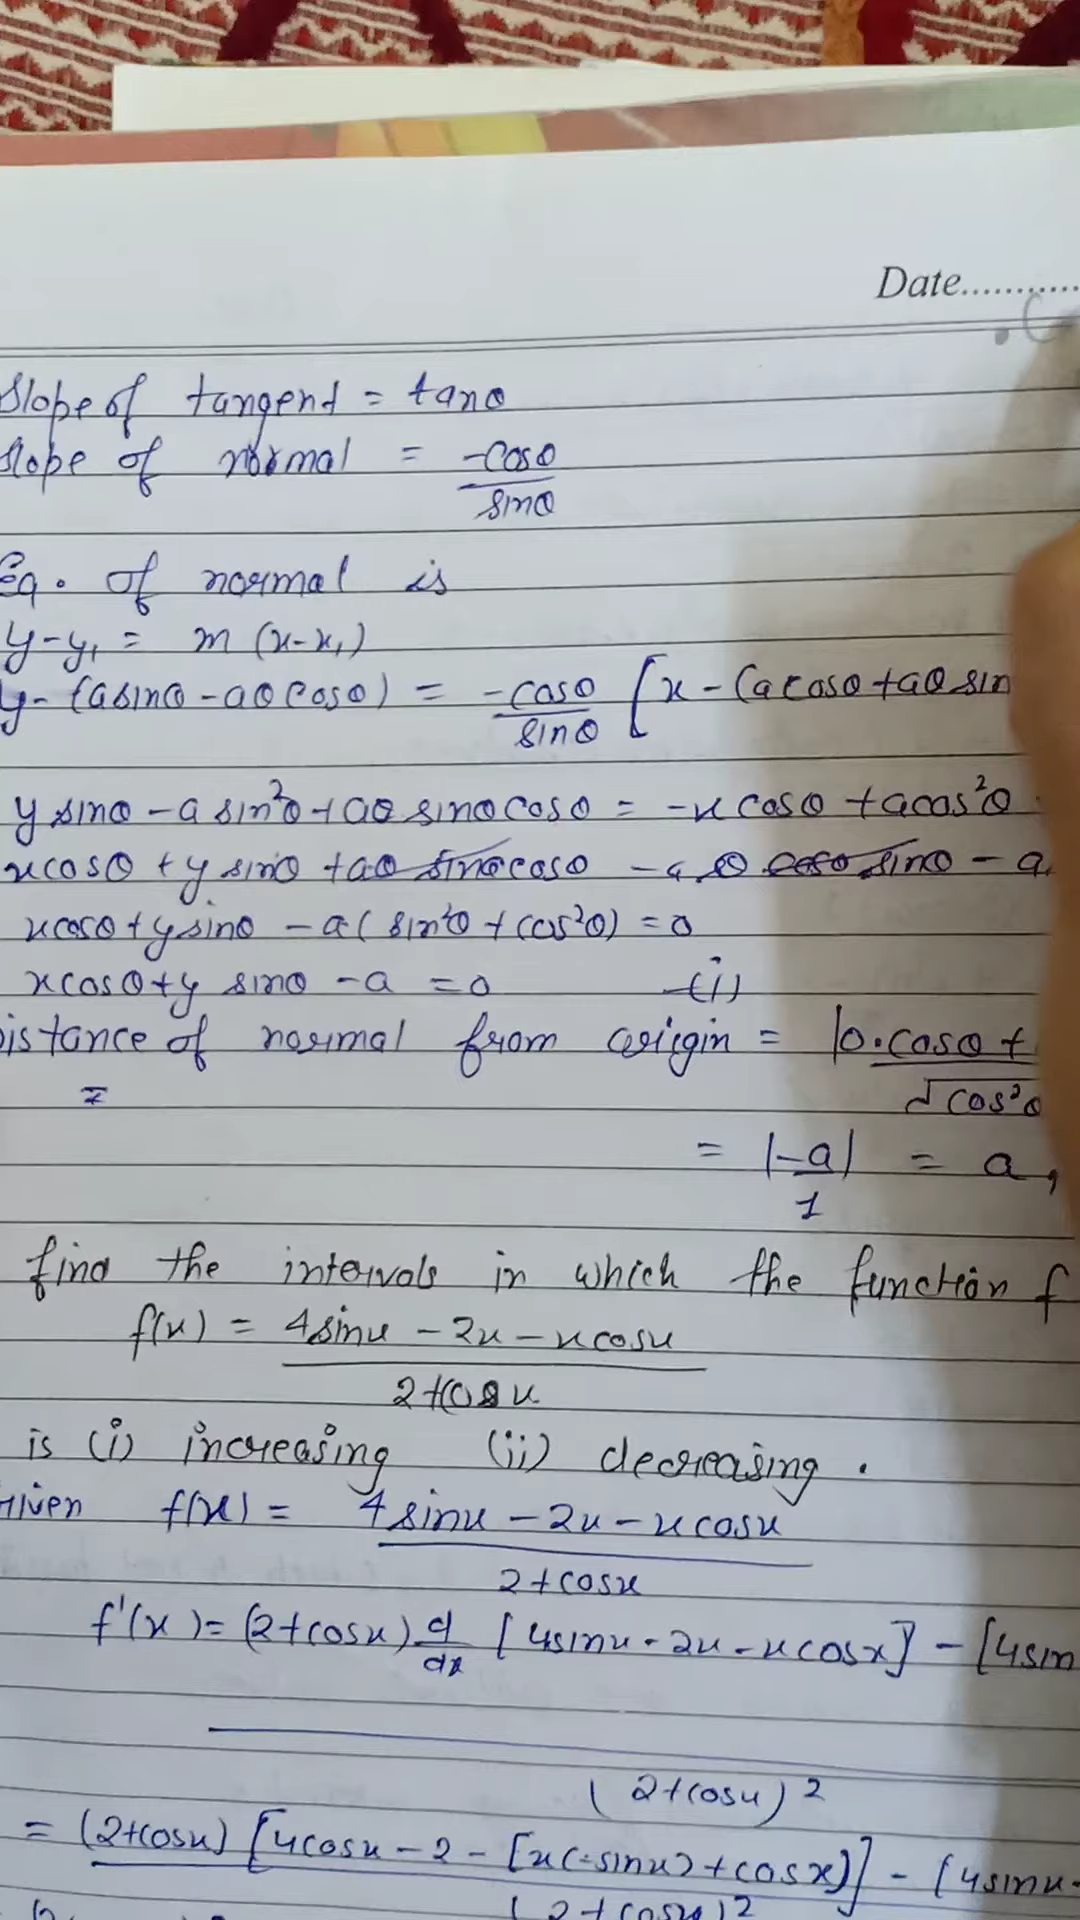 Date............
Slope of tangent = tanθ
Slope of normal = -cosθ/sinθ
Eq. of normal is
y-y₁ = m (x-x₁)
y-(asinθ-aθcosθ) = -cosθ/sinθ [x-(acosθ+aθsin
ysinθ-asin²θ+aθsinθcosθ = -xcosθ+acos²θ
xcosθ+ysinθ+aθsinθcosθ-aθcosθsinθ-a
xcosθ+ysinθ-a(sin²θ+cos²θ)=0
xcosθ+ysinθ-a=0 -(i)
Distance of normal from origin = |0.cosθ+
= √cos²θ
= |-a|/1 = a,
find the intervals in which the function f
f(x) = 4sinx-2x-xcosx
2+cosx
is (i) increasing (ii) decreasing.
Given f(x) = 4sinx-2x-xcosx
2+cosx
f'(x)=(2+cosx) d/dx [4sinx-2x-xcosx]-[4sin
(2+cosx)²
= (2+cosx) [4cosx-2-[x(-sinx)+cosx)]-[4sinx-
(2+cosx)²